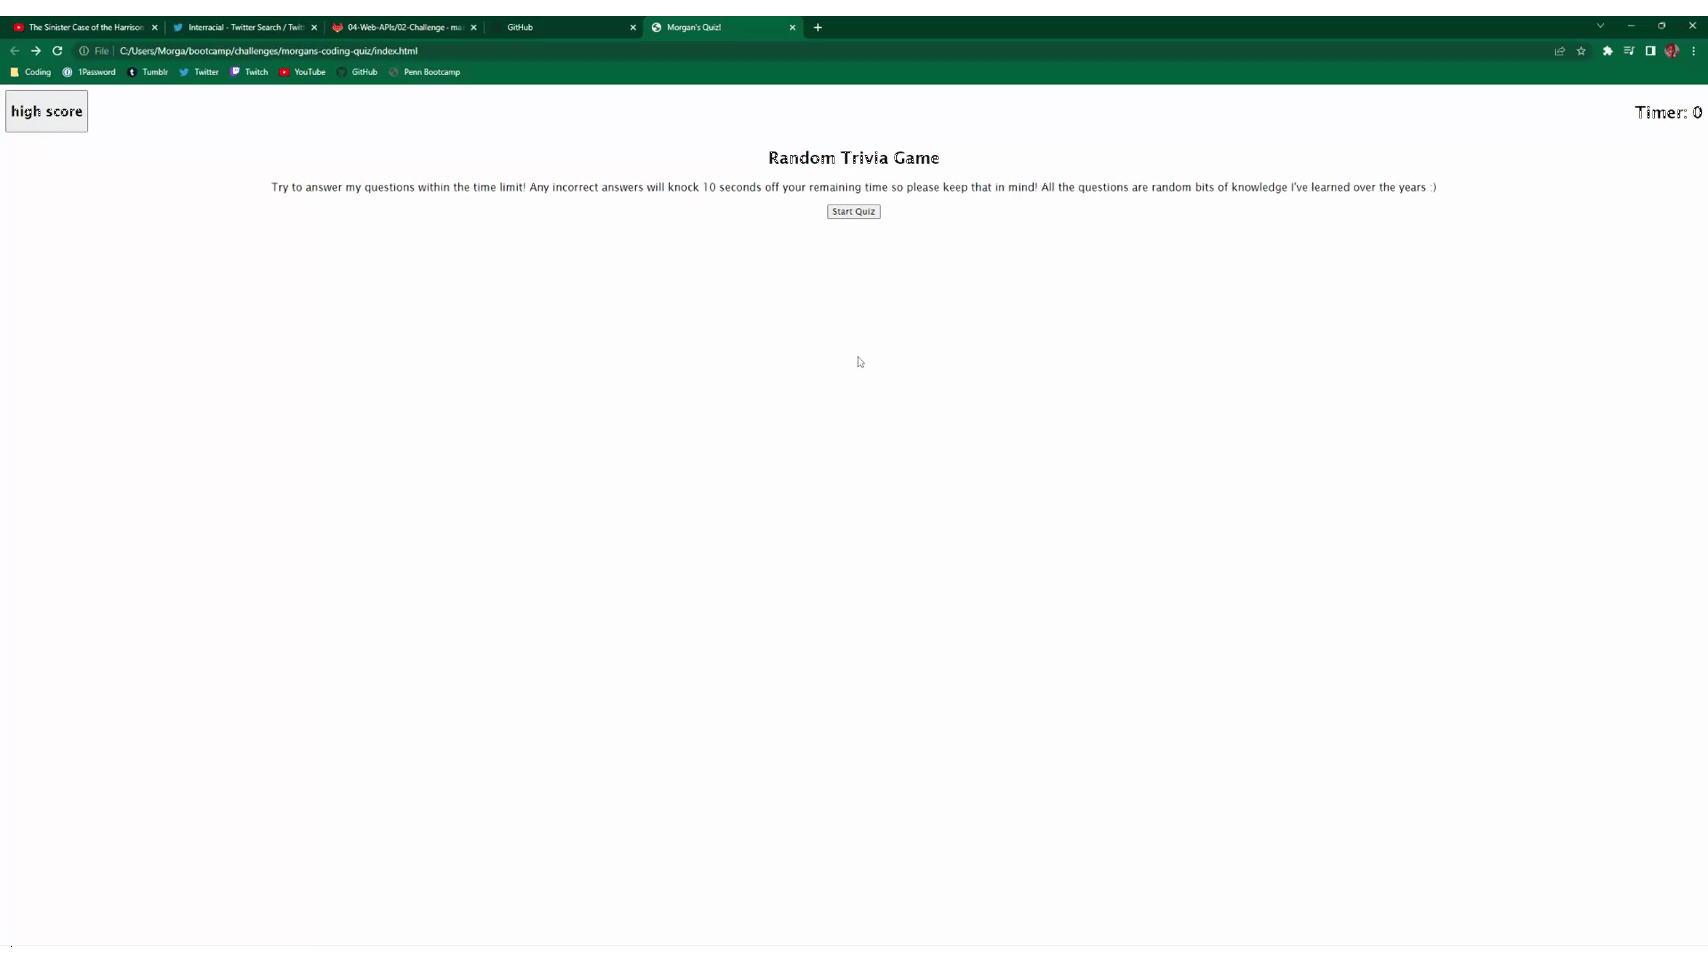 The Sinister Case of the Harrison
Interracial - Twitter Search / Twitt
04-Web-APIs/02-Challenge - ma
GitHub
Morgan's Quiz!
File
C:/Users/Morga/bootcamp/challenges/morgans-coding-quiz/index.html
Coding
1Password
Tumblr
Twitter
Twitch
YouTube
GitHub
Penn Bootcamp
high score
Timer: 0
Random Trivia Game
Try to answer my questions within the time limit! Any incorrect answers will knock 10 seconds off your remaining time so please keep that in mind! All the questions are random bits of knowledge I've learned over the years :)
Start Quiz